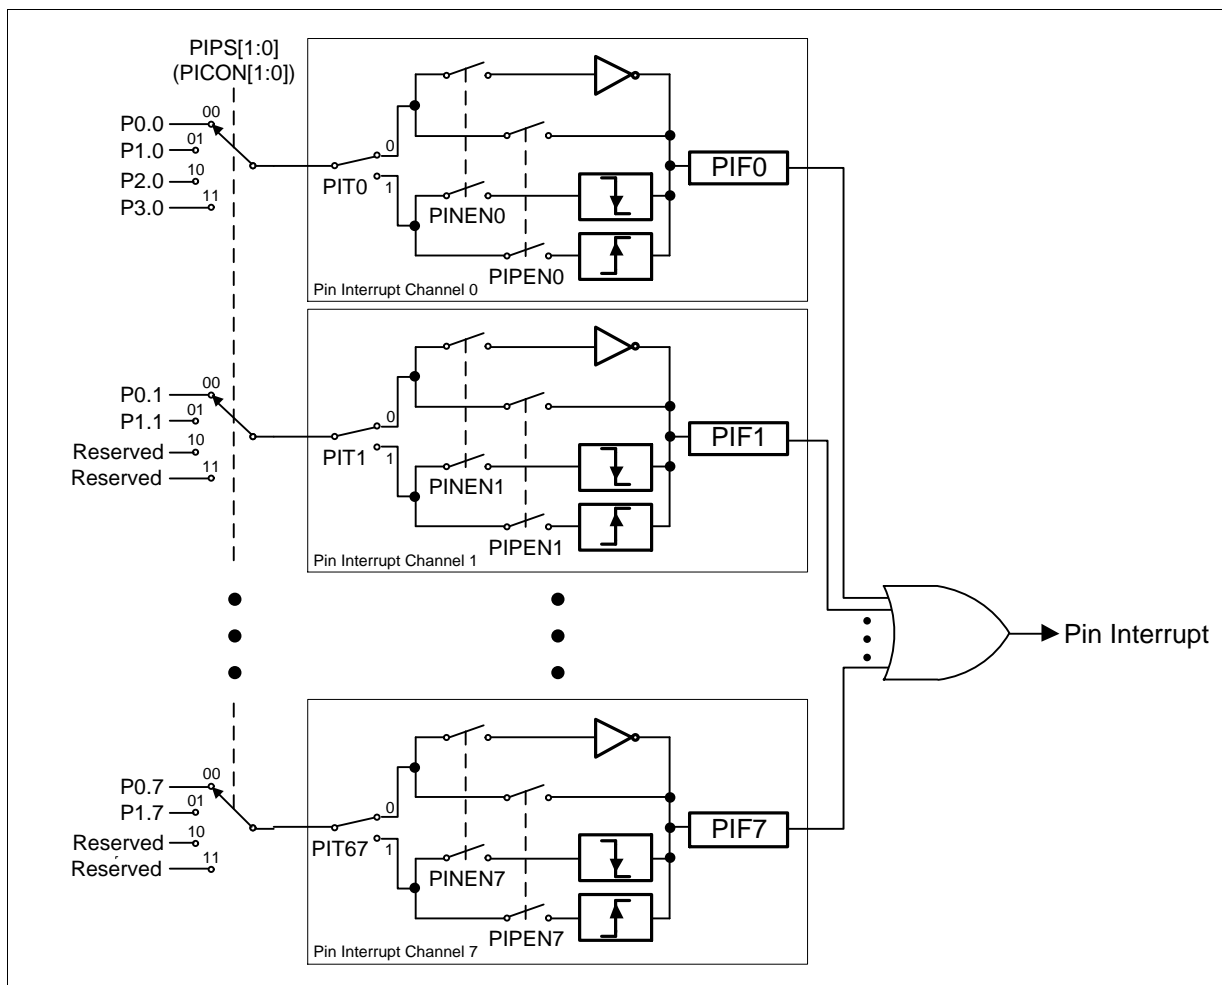 PIPS[1:0]
(PICON[1:0])
00
P0.0
01
P1.0
10
P2.0
11
P3.0
0
PIT0
1
PINEN0
PIPEN0
PIF0
Pin Interrupt Channel 0
00
P0.1
01
P1.1
10
Reserved
11
Reserved
0
PIT1
1
PINEN1
PIPEN1
PIF1
Pin Interrupt Channel 1
Pin Interrupt
00
P0.7
01
P1.7
10
Reserved
11
Reserved
0
PIT67
1
PINEN7
PIPEN7
PIF7
Pin Interrupt Channel 7